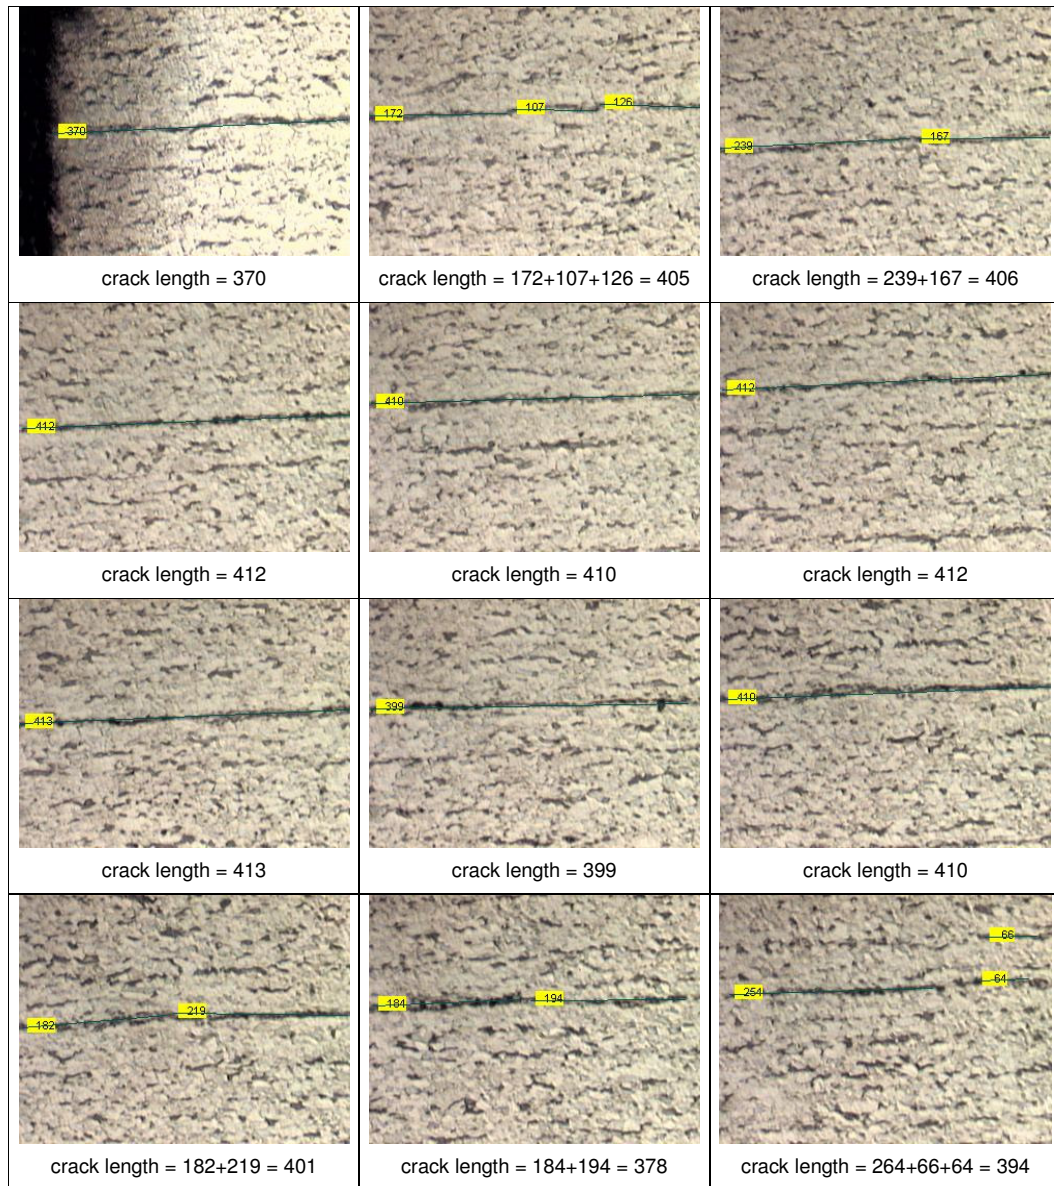 370
172
107
126
239
167
crack length = 370
crack length = 172+107+126 = 405
crack length = 239+167 = 406
412
410
412
crack length = 412
crack length = 410
crack length = 412
413
399
410
crack length = 413
crack length = 399
crack length = 410
182
219
184
194
254
66
64
crack length = 182+219 = 401
crack length = 184+194 = 378
crack length = 264+66+64 = 394